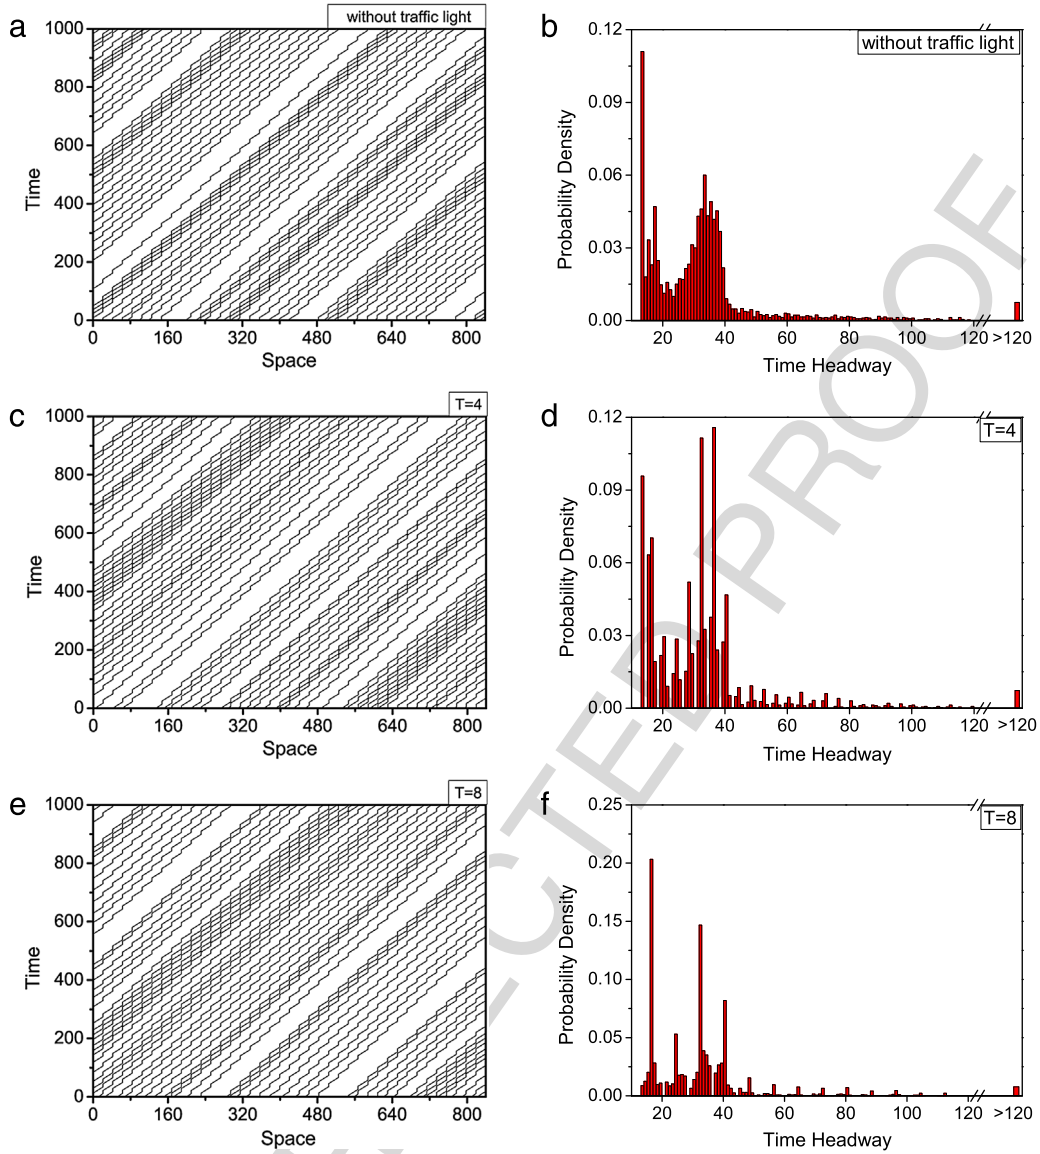 a
without traffic light
1000
800
600
400
200
0
Time
0 160 320 480 640 800
Space
b
without traffic light
0.12
0.09
0.06
0.03
0.00
Probability Density
20 40 60 80 100 120 >120
Time Headway
c
T=4
1000
800
600
400
200
0
Time
0 160 320 480 640 800
Space
d
T=4
0.12
0.09
0.06
0.03
0.00
Probability Density
20 40 60 80 100 120 >120
Time Headway
e
T=8
1000
800
600
400
200
0
Time
0 160 320 480 640 800
Space
f
T=8
0.25
0.20
0.15
0.10
0.05
0.00
Probability Density
20 40 60 80 100 120 >120
Time Headway
CTED PROOF